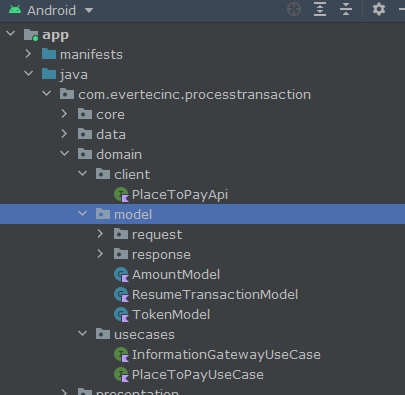 Android
app
manifests
java
com.evertecinc.processtransaction
core
data
domain
client
PlaceToPayApi
model
request
response
AmountModel
ResumeTransactionModel
TokenModel
usecases
InformationGatewayUseCase
PlaceToPayUseCase
presentation